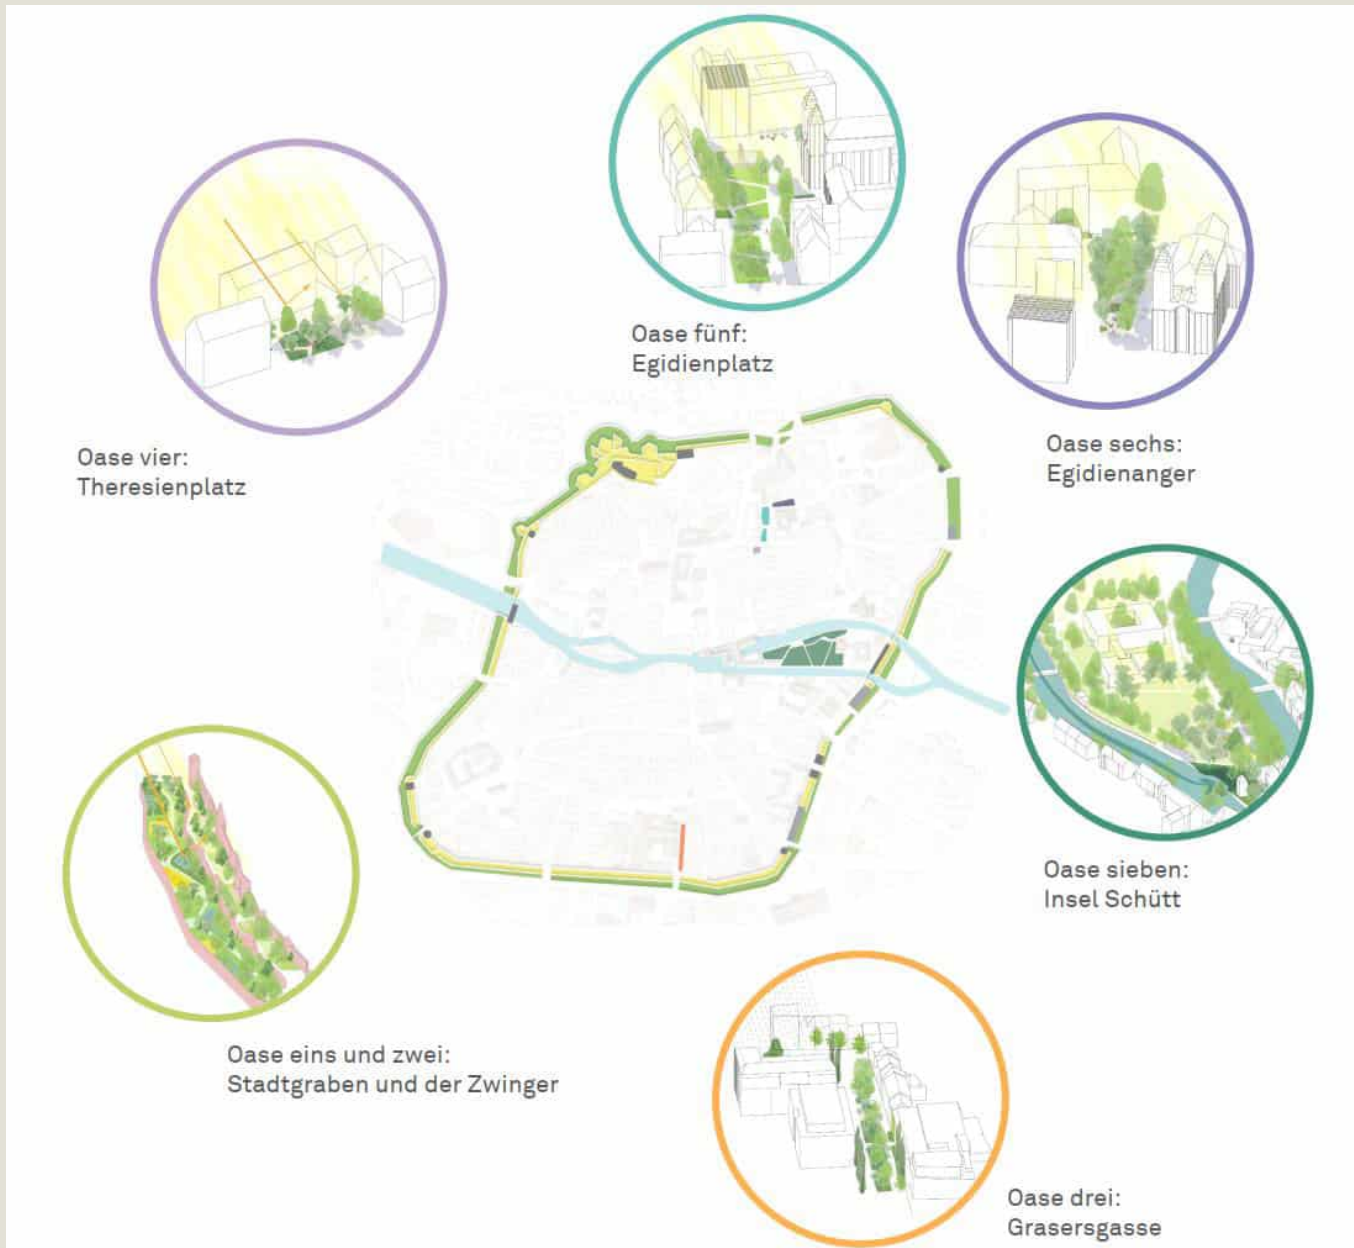 Oase fünf:
Egidienplatz
Oase sechs:
Egidienanger
Oase vier:
Theresienplatz
Oase sieben:
Insel Schütt
Oase eins und zwei:
Stadtgraben und der Zwinger
Oase drei:
Grasersgasse